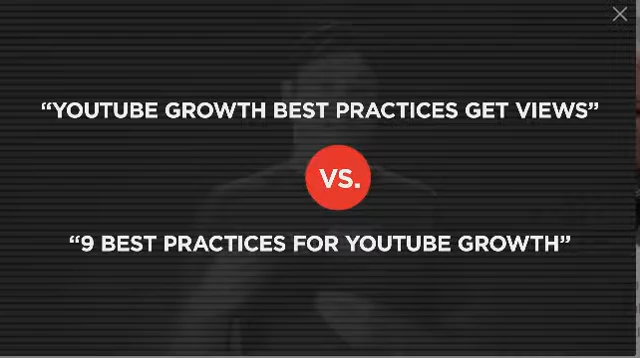 “YOUTUBE GROWTH BEST PRACTICES GET VIEWS”
VS.
“9 BEST PRACTICES FOR YOUTUBE GROWTH”